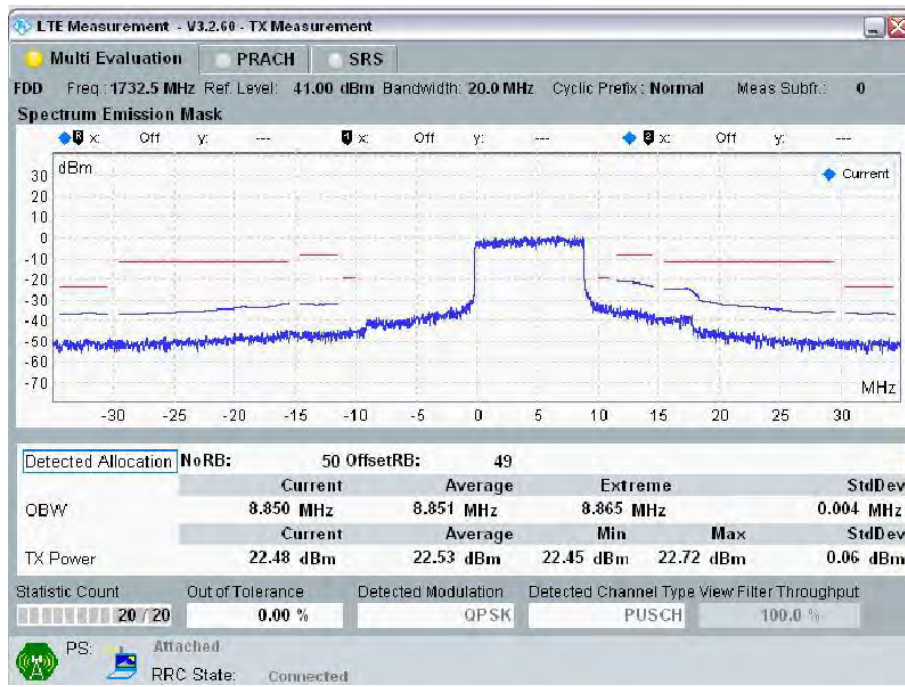 LTE Measurement - V3.2.60 - TX Measurement
Multi Evaluation PRACH SRS
FDD Freq.: 1732.5 MHz Ref. Level: 41.00 dBm Bandwidth: 20.0 MHz Cyclic Prefix: Normal Meas Subfr.: 0
Spectrum Emission Mask
R x: Off y: --- 1 x: Off y: --- 2 x: Off y: ---
dBm
Current
30
20
10
0
-10
-20
-30
-40
-50
-60
-70
MHz
-30 -25 -20 -15 -10 -5 0 5 10 15 20 25 30
Detected Allocation NoRB: 50 OffsetRB: 49
Current Average Extreme StdDev
OBW 8.850 MHz 8.851 MHz 8.865 MHz 0.004 MHz
Current Average Min Max StdDev
TX Power 22.48 dBm 22.53 dBm 22.45 dBm 22.72 dBm 0.06 dBm
Statistic Count Out of Tolerance Detected Modulation Detected Channel Type View Filter Throughput
20 / 20 0.00 % QPSK PUSCH 100.0 %
PS: Attached
RRC State: Connected